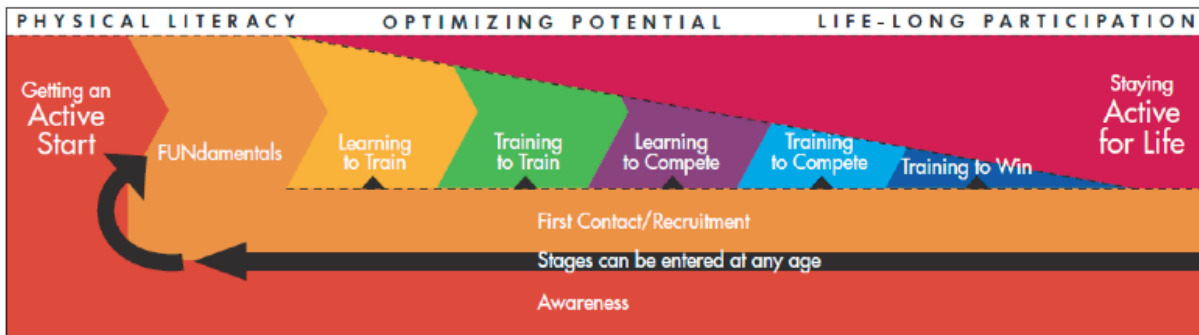 PHYSICAL LITERACY
OPTIMIZING POTENTIAL
LIFE-LONG PARTICIPATION
Getting an
Active
Start
FUNdamentals
Learning
to Train
Training
to Train
Learning
to Compete
Training
to Compete
Training to Win
Staying
Active
for Life
First Contact/Recruitment
Stages can be entered at any age
Awareness